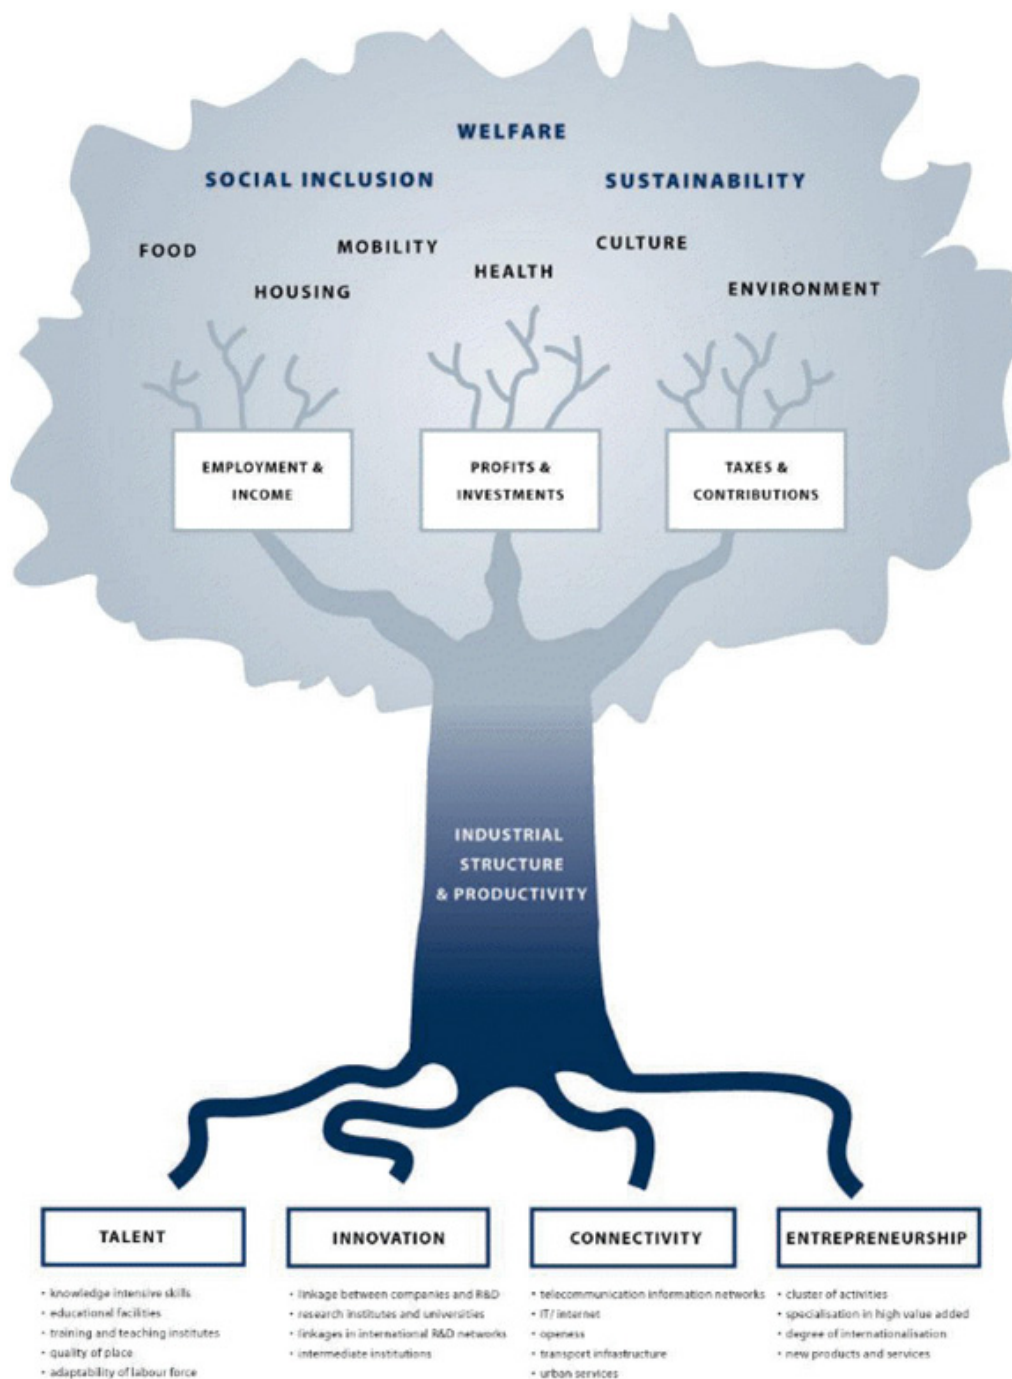 WELFARE
SOCIAL INCLUSION
SUSTAINABILITY
FOOD
MOBILITY
CULTURE
HOUSING
HEALTH
ENVIRONMENT
EMPLOYMENT &
INCOME
PROFITS &
INVESTMENTS
TAXES &
CONTRIBUTIONS
INDUSTRIAL
STRUCTURE
& PRODUCTIVITY
TALENT
• knowledge intensive skills
• educational facilities
• training and teaching institutes
• quality of place
• adaptability of labour force
INNOVATION
• linkage between companies and R&D
• research institutes and universities
• linkages in international R&D networks
• intermediate institutions
CONNECTIVITY
• telecommunication information networks
• IT/ internet
• openess
• transport infrastructure
• urban services
ENTREPRENEURSHIP
• cluster of activities
• specialisation in high value added
• degree of internationalisation
• new products and services